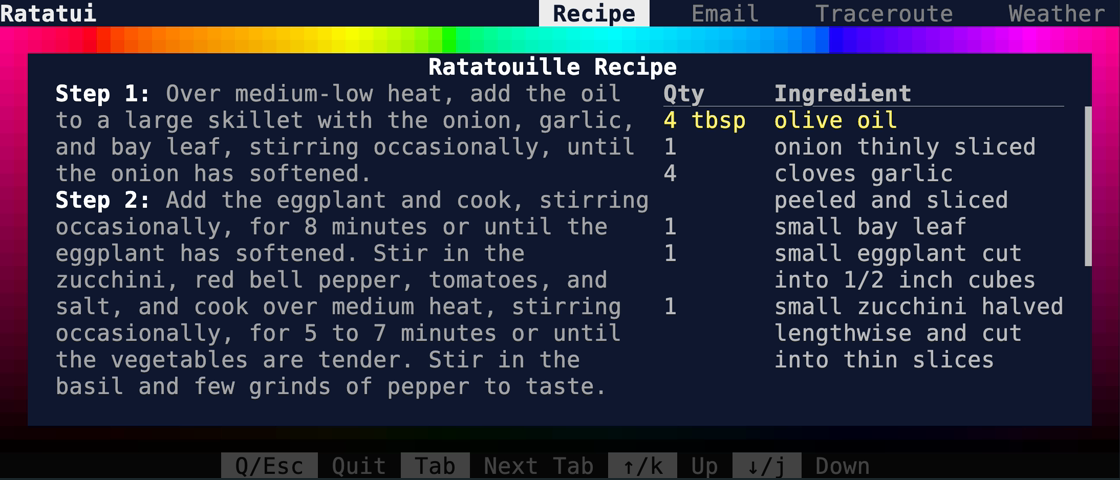 Ratatui Recipe Email Traceroute Weather
Ratatouille Recipe
Step 1: Over medium-low heat, add the oil
to a large skillet with the onion, garlic,
and bay leaf, stirring occasionally, until
the onion has softened.
Step 2: Add the eggplant and cook, stirring
occasionally, for 8 minutes or until the
eggplant has softened. Stir in the
zucchini, red bell pepper, tomatoes, and
salt, and cook over medium heat, stirring
occasionally, for 5 to 7 minutes or until
the vegetables are tender. Stir in the
basil and few grinds of pepper to taste.
Qty Ingredient
4 tbsp olive oil
1 onion thinly sliced
4 cloves garlic
peeled and sliced
1 small bay leaf
1 small eggplant cut
into 1/2 inch cubes
1 small zucchini halved
lengthwise and cut
into thin slices
Q/Esc Quit Tab Next Tab ↑/k Up ↓/j Down